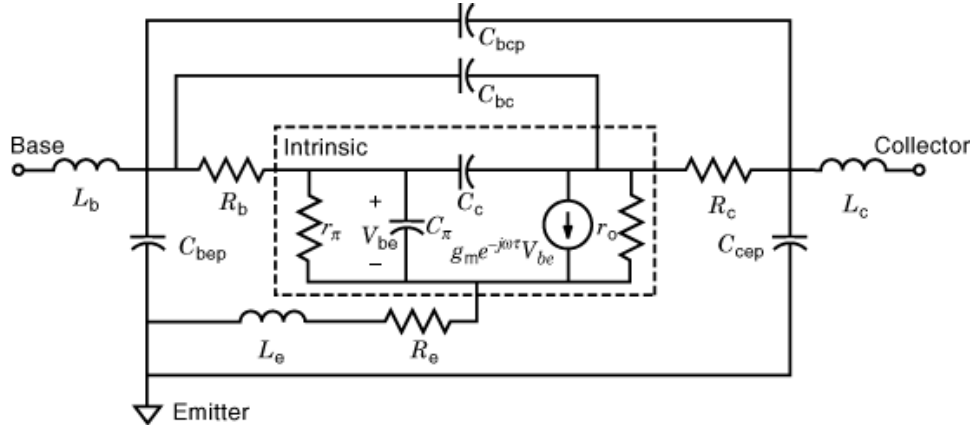 C_bcp
C_bc
Base
Collector
Intrinsic
L_b
R_b
C_c
R_c
L_c
+
r_π
V_be
C_π
g_m e^{-jωτ} V_be
r_o
C_bep
C_cep
−
L_e
R_e
Emitter